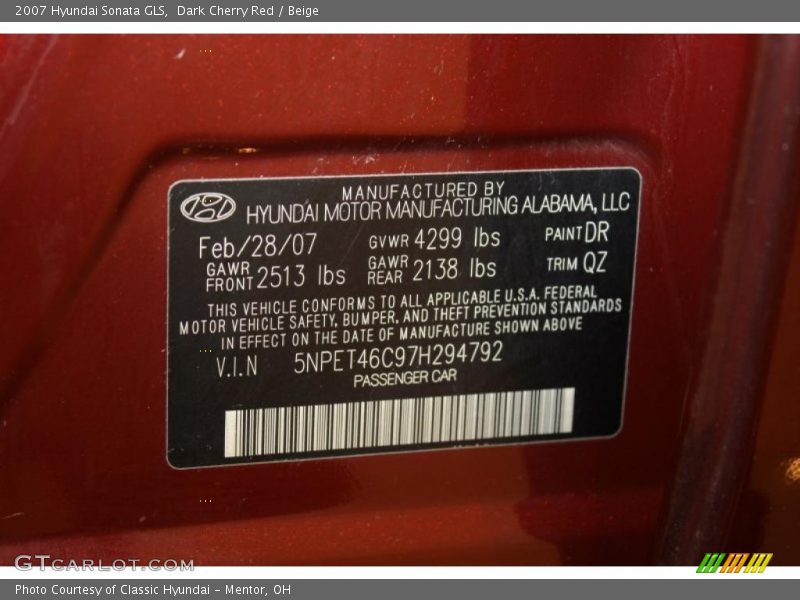 2007 Hyundai Sonata GLS, Dark Cherry Red / Beige
MANUFACTURED BY
HYUNDAI MOTOR MANUFACTURING ALABAMA, LLC
Feb/28/07 GVWR 4299 lbs PAINT DR
GAWR FRONT 2513 lbs GAWR REAR 2138 lbs TRIM QZ
THIS VEHICLE CONFORMS TO ALL APPLICABLE U.S.A. FEDERAL
MOTOR VEHICLE SAFETY, BUMPER, AND THEFT PREVENTION STANDARDS
IN EFFECT ON THE DATE OF MANUFACTURE SHOWN ABOVE
V.I.N 5NPET46C97H294792
PASSENGER CAR
GTCARLOT.COM
Photo Courtesy of Classic Hyundai - Mentor, OH